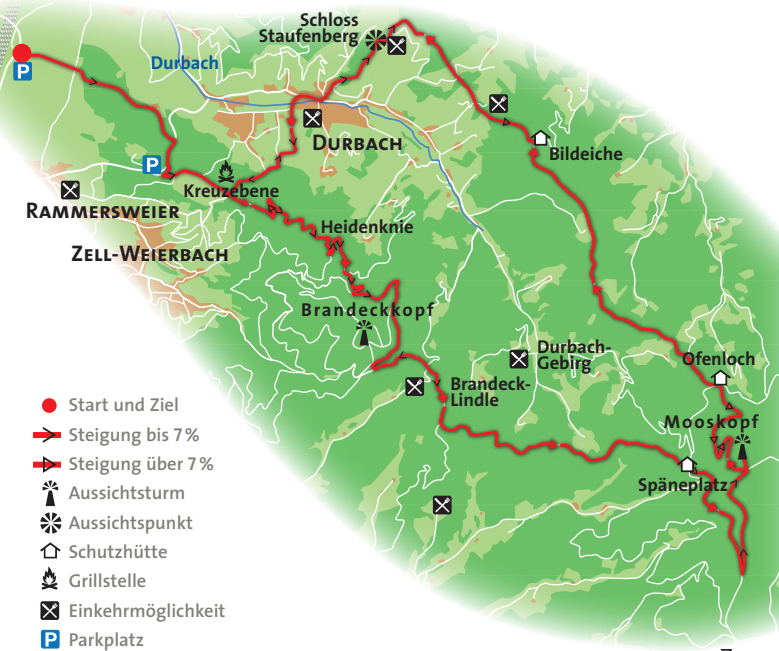 Schloss
Staufenberg
P
Durbach
DURBACH
P
Bildeiche
Kreuzebene
RAMMERSWEIER
Heidenknie
ZELL-WEIERBACH
Brandeckkopf
Durbach-
Gebirg
Ofenloch
Brandeck-
Lindle
Mooskopf
Späneplatz
Start und Ziel
Steigung bis 7%
Steigung über 7%
Aussichtsturm
Aussichtspunkt
Schutzhütte
Grillstelle
Einkehrmöglichkeit
P Parkplatz